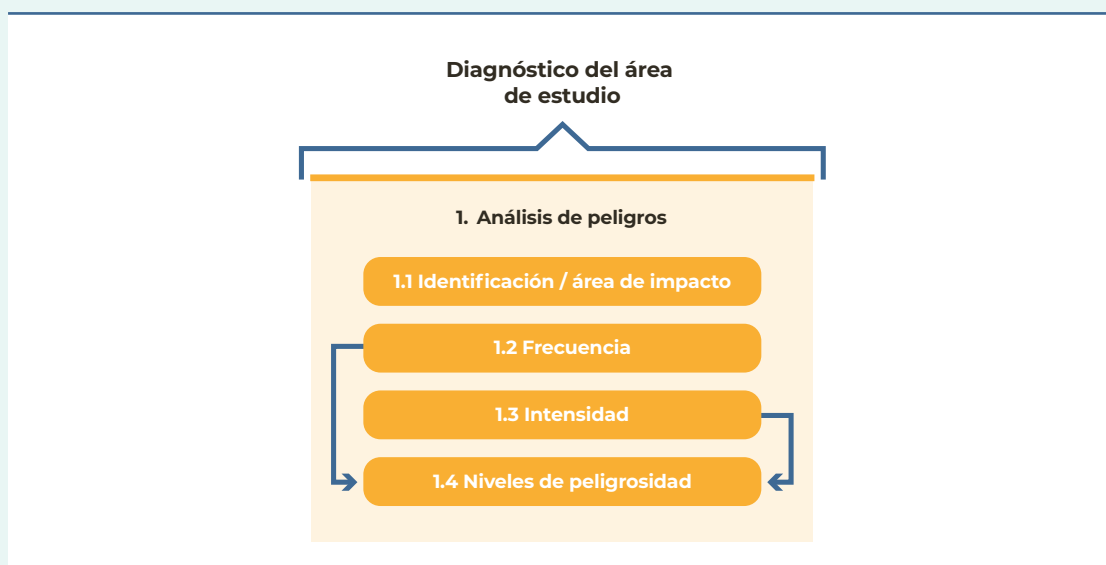 Diagnóstico del área
de estudio
1. Análisis de peligros
1.1 Identificación / área de impacto
1.2 Frecuencia
1.3 Intensidad
1.4 Niveles de peligrosidad